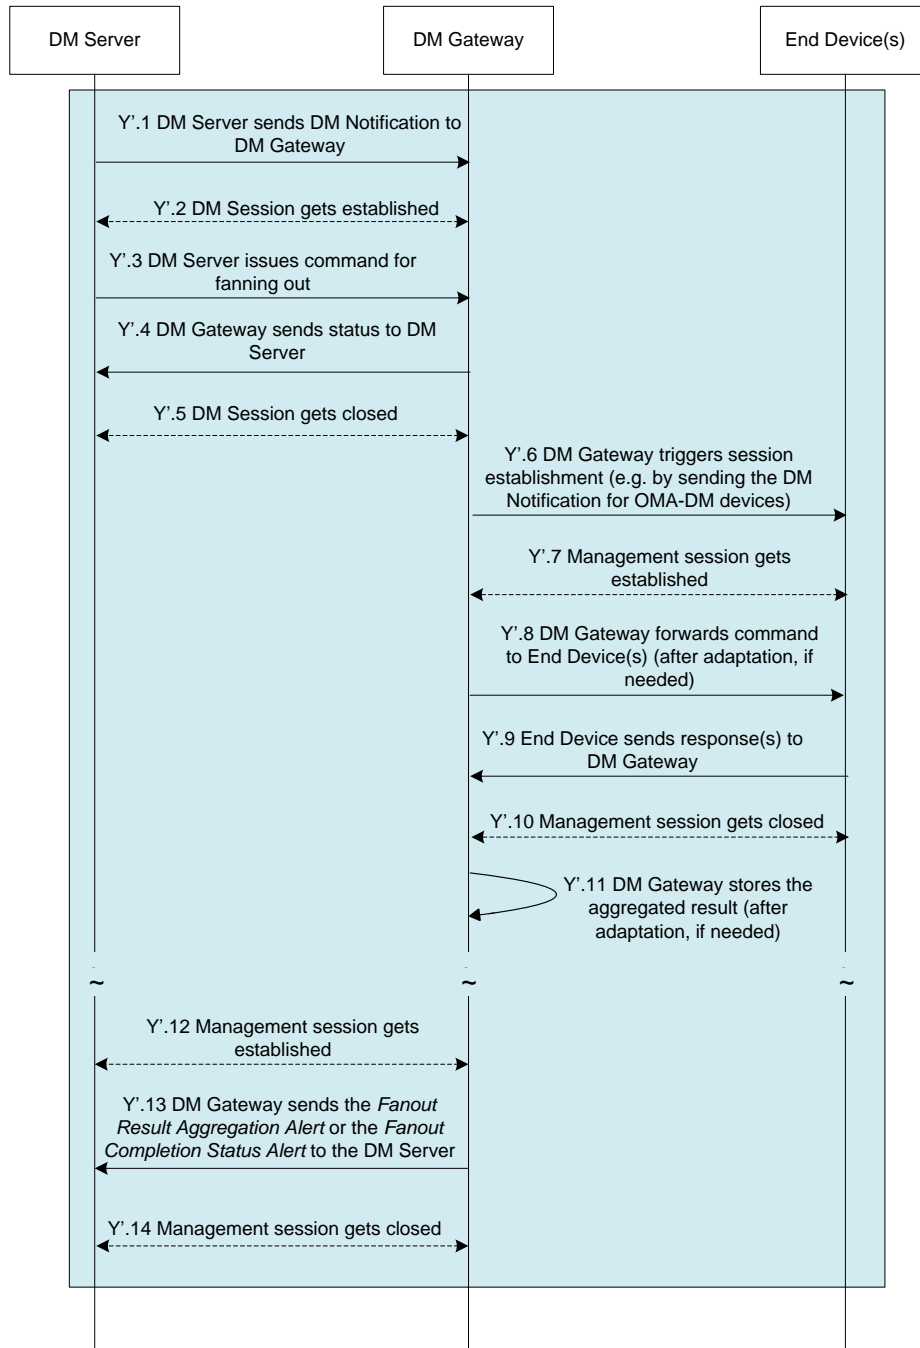 DM Server
DM Gateway
End Device(s)
Y'.1 DM Server sends DM Notification to
DM Gateway
Y'.2 DM Session gets established
Y'.3 DM Server issues command for
fanning out
Y'.4 DM Gateway sends status to DM
Server
Y'.5 DM Session gets closed
Y'.6 DM Gateway triggers session
establishment (e.g. by sending the DM
Notification for OMA-DM devices)
Y'.7 Management session gets
established
Y'.8 DM Gateway forwards command
to End Device(s) (after adaptation, if
needed)
Y'.9 End Device sends response(s) to
DM Gateway
Y'.10 Management session gets closed
Y'.11 DM Gateway stores the
aggregated result (after
adaptation, if needed)
~ ~ ~
Y'.12 Management session gets
established
Y'.13 DM Gateway sends the Fanout
Result Aggregation Alert or the Fanout
Completion Status Alert to the DM Server
Y'.14 Management session gets closed